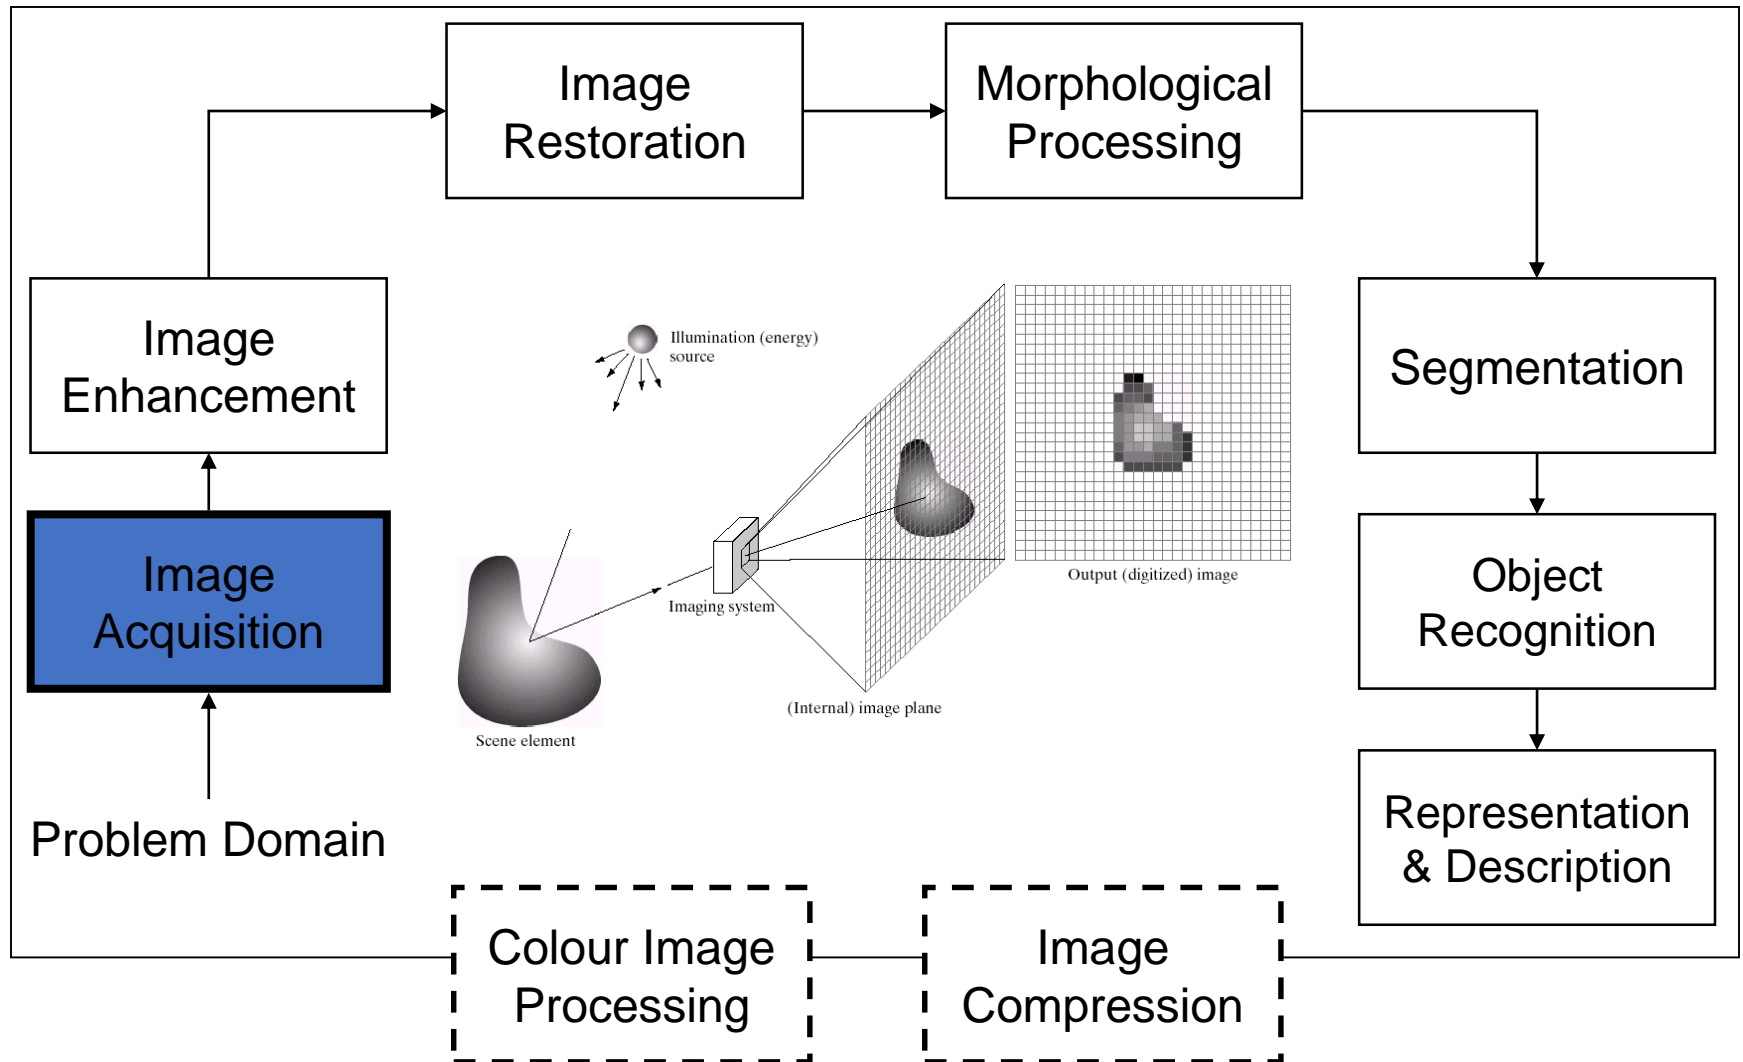 Image
Restoration
Morphological
Processing
Image
Enhancement
Illumination (energy)
source
Segmentation
Image
Acquisition
Imaging system
Output (digitized) image
Object
Recognition
(Internal) image plane
Scene element
Problem Domain
Representation
& Description
Colour Image
Processing
Image
Compression